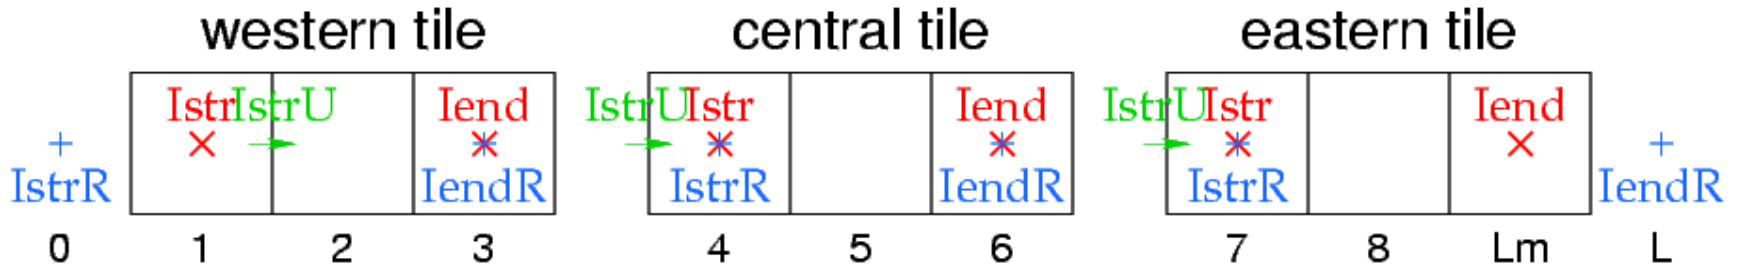 western tile central tile eastern tile
Istr IstrU Iend IstrU Istr Iend IstrU Istr Iend
IstrR IendR IstrR IendR IstrR IendR
0 1 2 3 4 5 6 7 8 Lm L